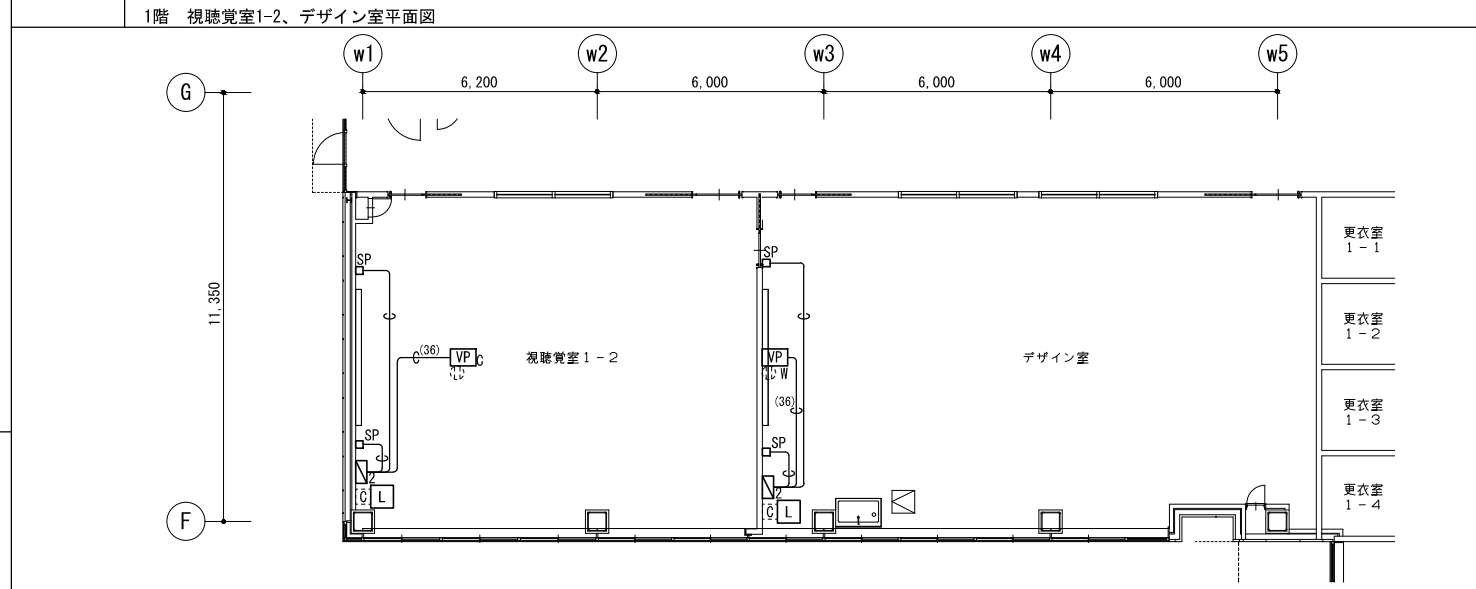 1階　視聴覚室1-2、デザイン室平面図
w1
w2
w3
w4
w5
6,200
6,000
6,000
6,000
G
11,350
F
SP
SP
C
C
C
(36)
VP
C
視聴覚室１－２
SP
2
C
L
C
VP
W
デザイン室
(36)
C
SP
C
2
C
L
更衣室
１－１
更衣室
１－２
更衣室
１－３
更衣室
１－４